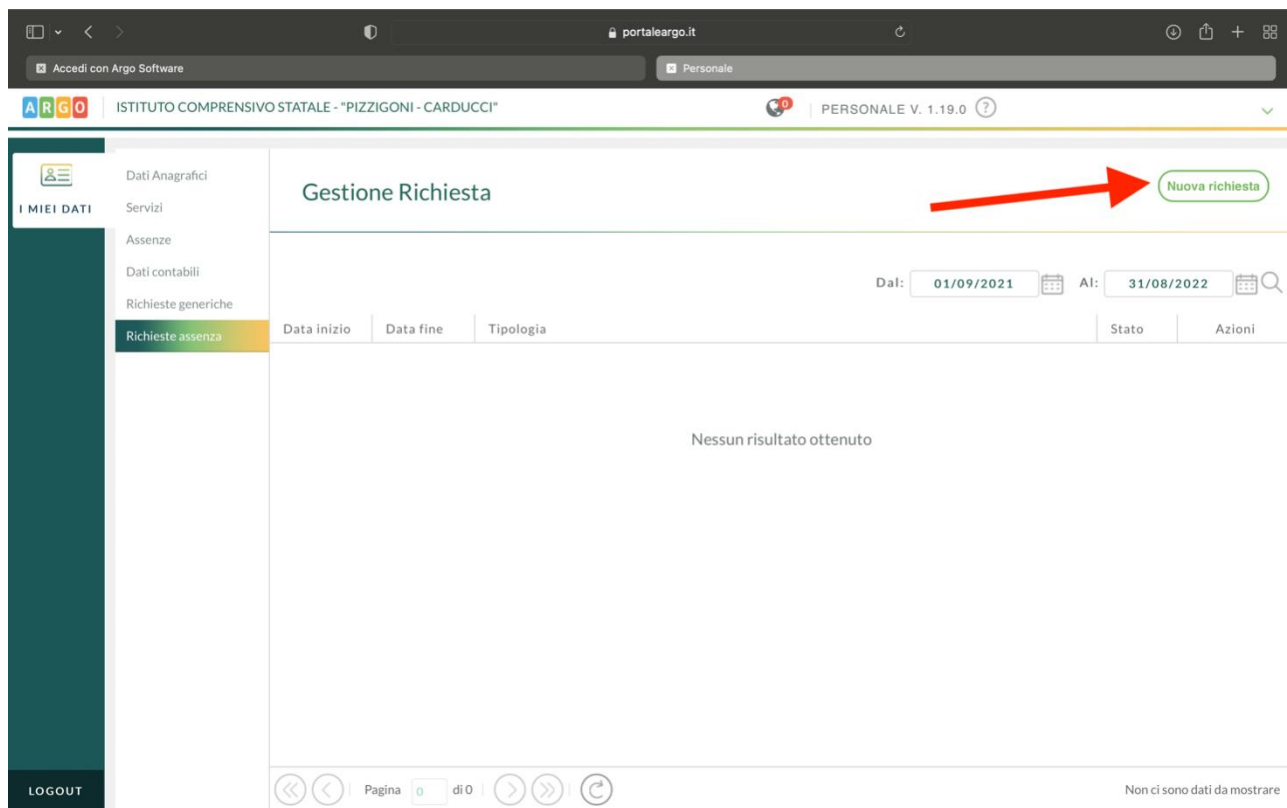 portaleargo.it
Accedi con Argo Software
Personale
ARGO
ISTITUTO COMPRENSIVO STATALE - "PIZZIGONI - CARDUCCI"
0
PERSONALE V. 1.19.0 ?
I MIEI DATI
Dati Anagrafici
Servizi
Assenze
Dati contabili
Richieste generiche
Richieste assenza
Gestione Richiesta
Nuova richiesta
Dal: 01/09/2021 Al: 31/08/2022
Data inizio Data fine Tipologia Stato Azioni
Nessun risultato ottenuto
LOGOUT
Pagina 0 di 0
Non ci sono dati da mostrare